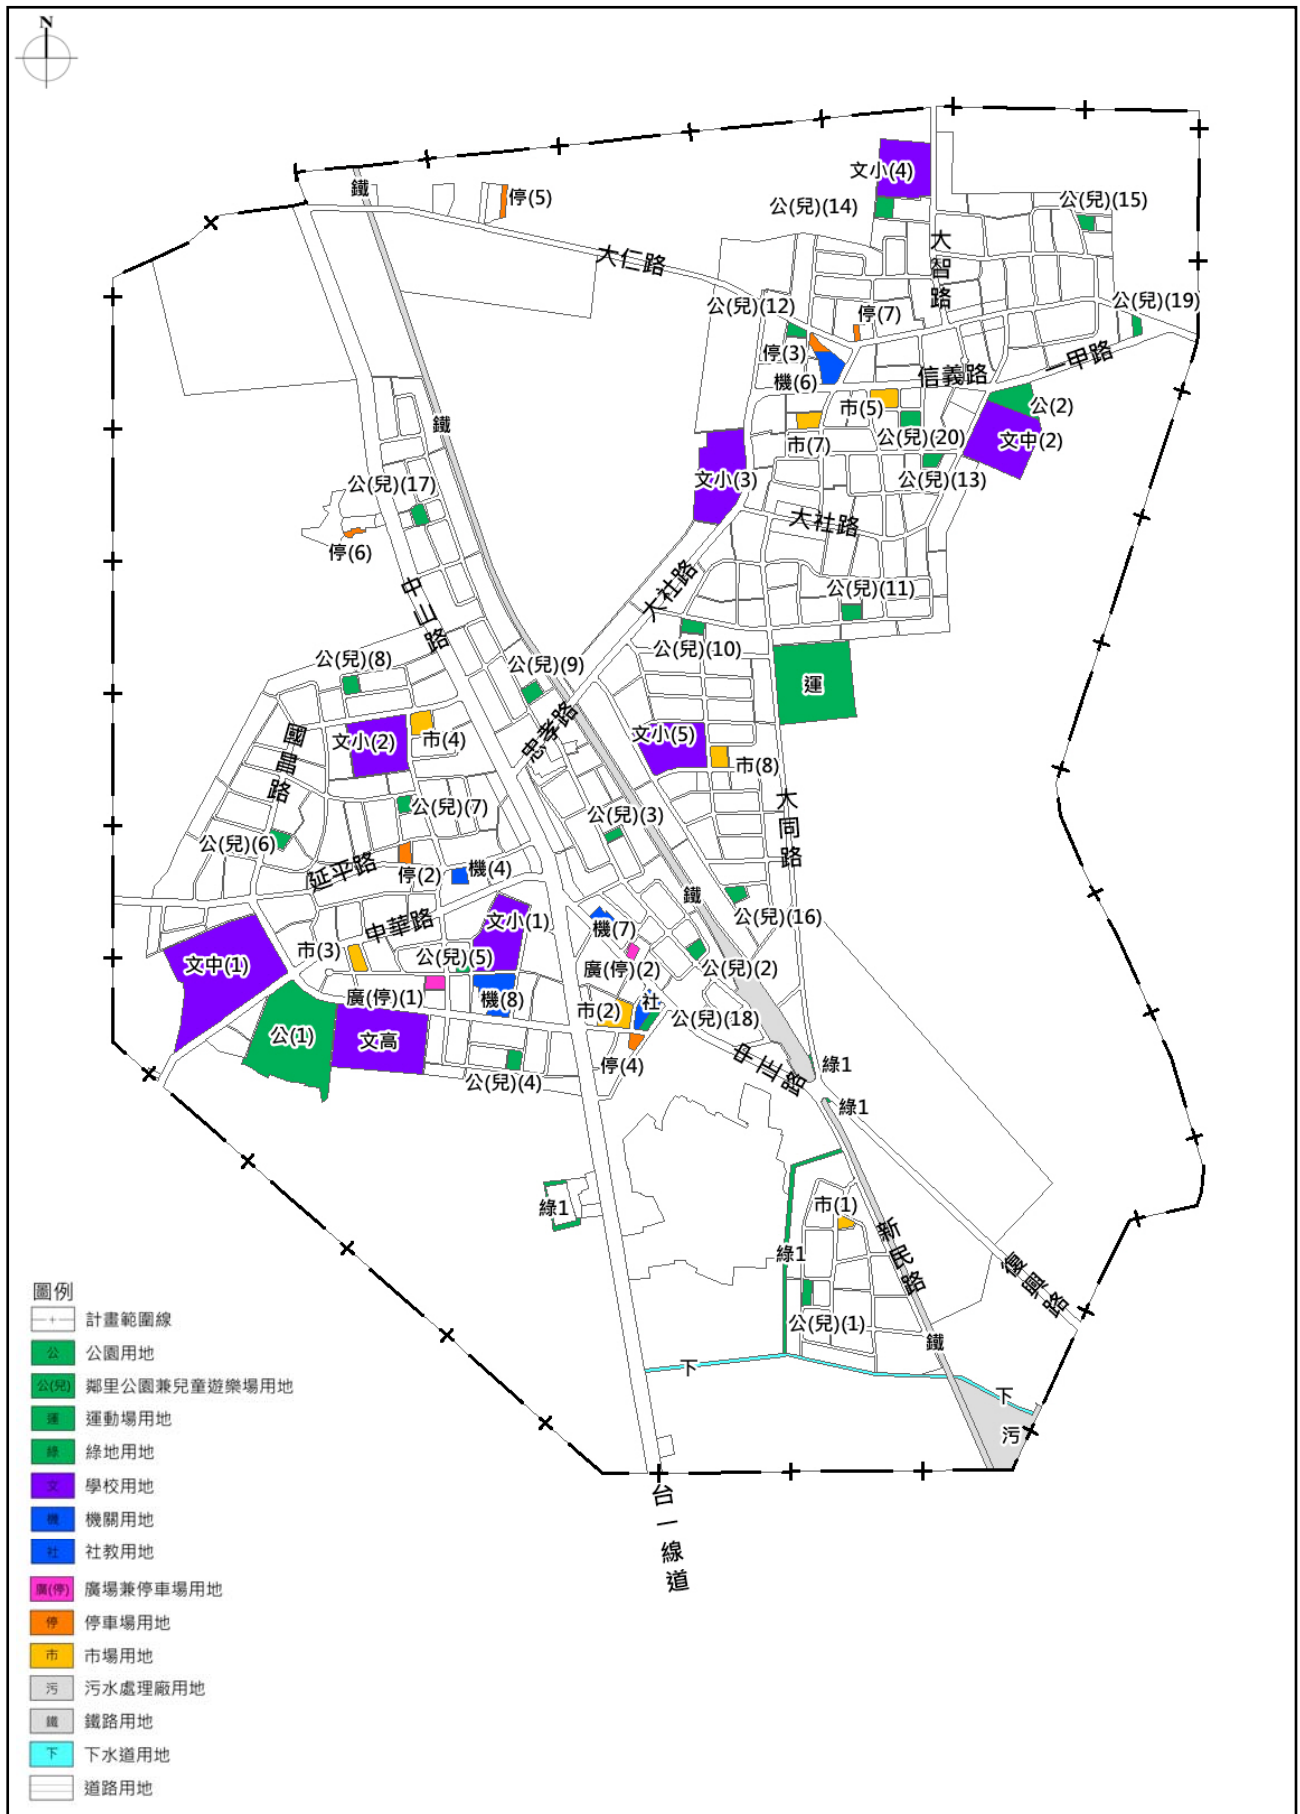 N
文小(4)
鐵
停(5)
公(兒)(14)
公(兒)(15)
大智路
大仁路
公(兒)(12)
公(兒)(19)
停(7)
停(3)
一甲路
信義路
機(6)
市(5)
公(2)
鐵
市(7)
公(兒)(20)
文中(2)
文小(3)
公(兒)(13)
公(兒)(17)
大社路
停(6)
中山路
大社路
公(兒)(11)
公(兒)(10)
公(兒)(8)
公(兒)(9)
運
忠孝路
國昌路
文小(2)
市(4)
文小(5)
市(8)
公(兒)(7)
公(兒)(3)
大同路
公(兒)(6)
延平路
停(2)
機(4)
鐵
公(兒)(16)
中華路
文小(1)
機(7)
市(3)
公(兒)(5)
文中(1)
廣(停)(2)
公(兒)(2)
廣(停)(1)
機(8)
社
市(2)
公(兒)(18)
公(1)
文高
停(4)
中正路
綠1
公(兒)(4)
綠1
綠1
市(1)
綠1
新民路
復興路
公(兒)(1)
鐵
下
下
污
台一線道
圖例
計畫範圍線
公 公園用地
公(兒) 鄰里公園兼兒童遊樂場用地
運 運動場用地
綠 綠地用地
文 學校用地
機 機關用地
社 社教用地
廣(停) 廣場兼停車場用地
停 停車場用地
市 市場用地
污 污水處理廠用地
鐵 鐵路用地
下 下水道用地
道路用地